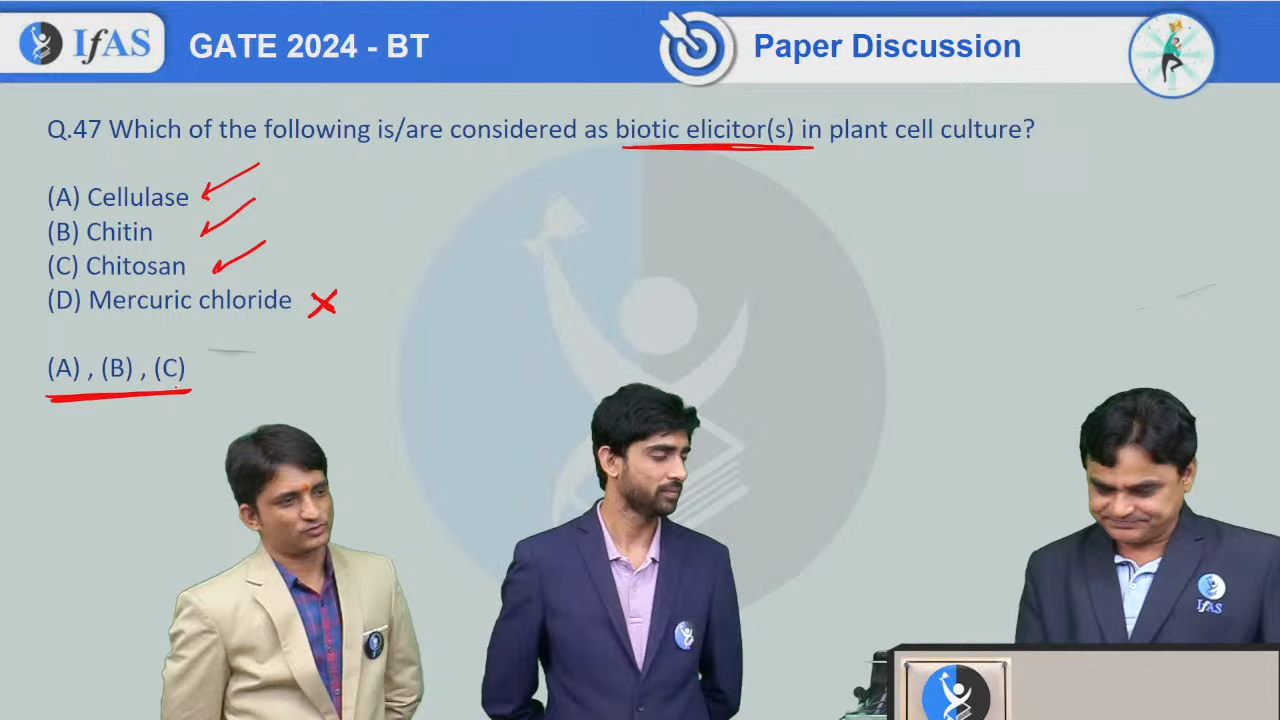 IfAS
GATE 2024 - BT
Paper Discussion
Q.47 Which of the following is/are considered as biotic elicitor(s) in plant cell culture?
(A) Cellulase
(B) Chitin
(C) Chitosan
(D) Mercuric chloride
(A) , (B) , (C)
IfAS